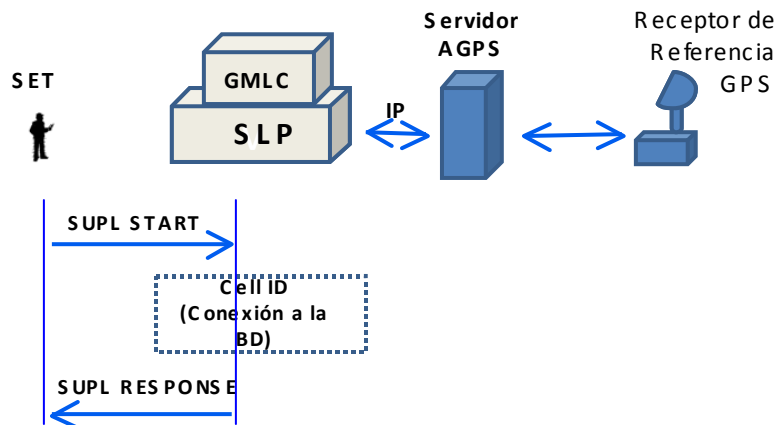 Servidor
AGPS
Receptor de
Referencia
GPS
SET
GMLC
SLP
IP
SUPL START
Cell ID
(Conexión a la
BD)
SUPL RESPONSE